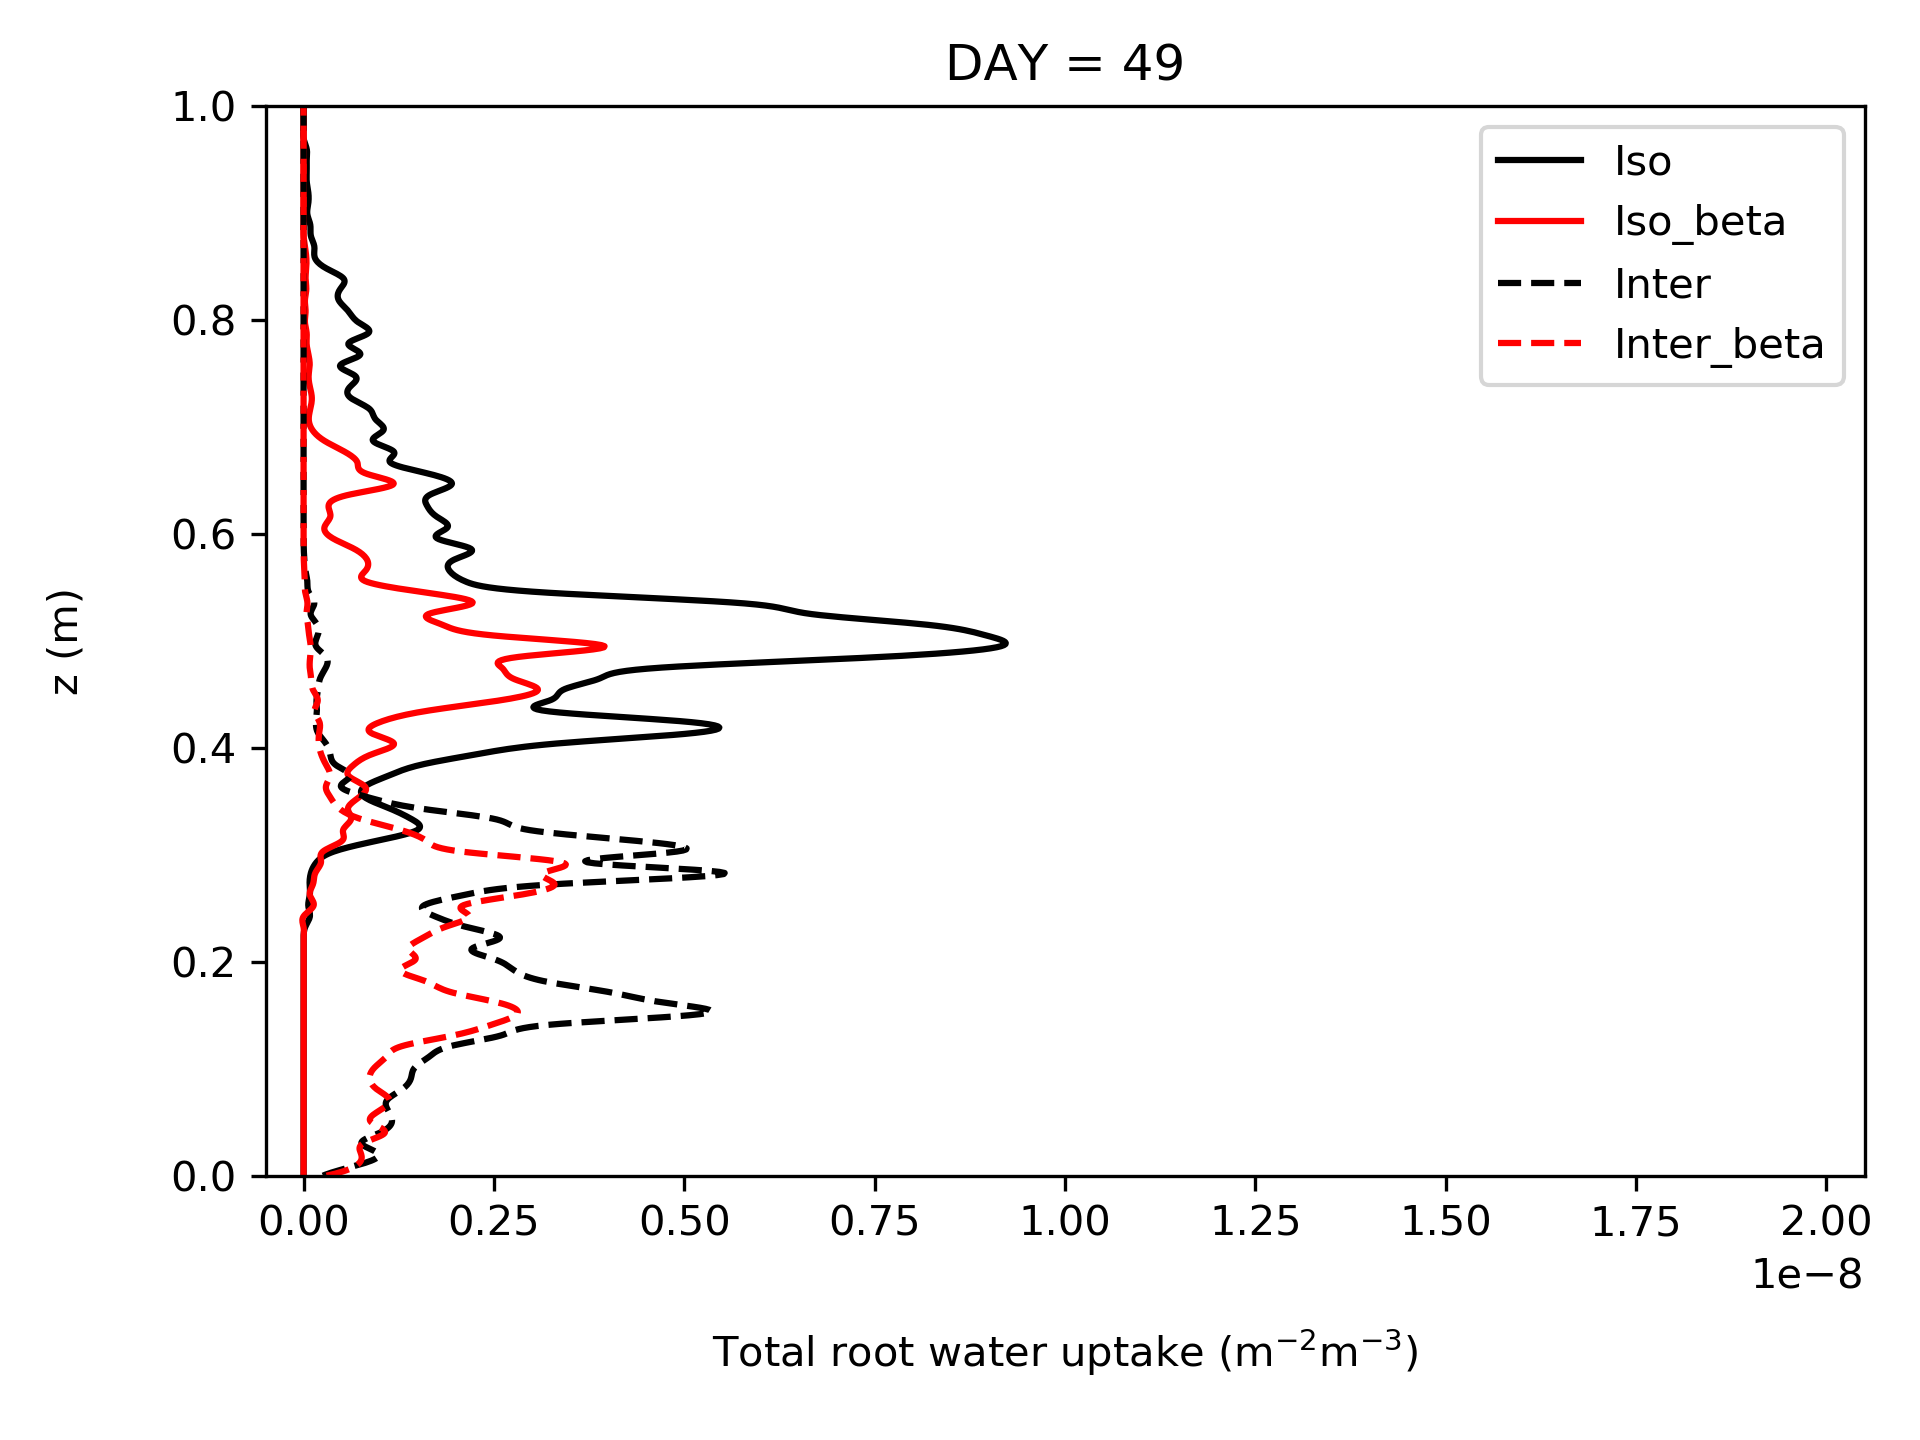 DAY = 49
1.0
0.8
0.6
0.4
0.2
0.0
z (m)
Iso
Iso_beta
Inter
Inter_beta
0.00 0.25 0.50 0.75 1.00 1.25 1.50 1.75 2.00
1e−8
Total root water uptake (m⁻²m⁻³)